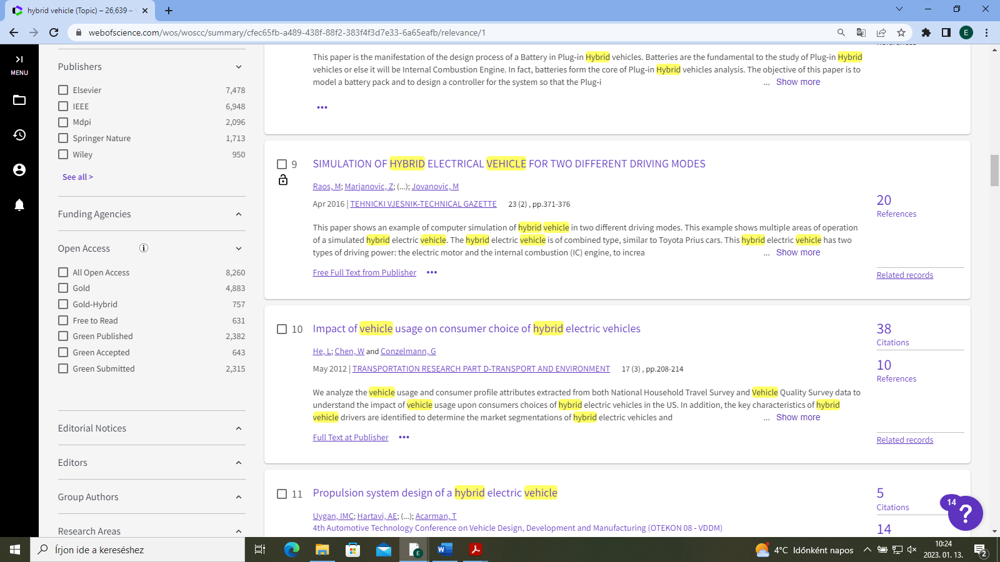 hybrid vehicle (Topic) – 26,639 –
webofscience.com/wos/woscc/summary/cfec65fb-a489-438f-88f2-383f4f3d7e33-6a65eafb/relevance/1
E
MENU
Publishers
Elsevier 7,478
IEEE 6,948
Mdpi 2,096
Springer Nature 1,713
Wiley 950
See all >
Funding Agencies
Open Access
All Open Access 8,260
Gold 4,883
Gold-Hybrid 757
Free to Read 631
Green Published 2,382
Green Accepted 643
Green Submitted 2,315
Editorial Notices
Editors
Group Authors
Research Areas
This paper is the manifestation of the design process of a Battery in Plug-in Hybrid vehicles. Batteries are the fundamental to the study of Plug-in Hybrid
vehicles or else it will be Internal Combustion Engine. In fact, batteries form the core of Plug-in Hybrid vehicles analysis. The objective of this paper is to
model a battery pack and to design a controller for the system so that the Plug-i ... Show more
9 SIMULATION OF HYBRID ELECTRICAL VEHICLE FOR TWO DIFFERENT DRIVING MODES
Raos, M; Marjanovic, Z; (...); Jovanovic, M
Apr 2016 | TEHNICKI VJESNIK-TECHNICAL GAZETTE 23 (2) , pp.371-376
This paper shows an example of computer simulation of hybrid vehicle in two different driving modes. This example shows multiple areas of operation
of a simulated hybrid electric vehicle. The hybrid electric vehicle is of combined type, similar to Toyota Prius cars. This hybrid electric vehicle has two
types of driving power: the electric motor and the internal combustion (IC) engine, to increa ... Show more
Free Full Text from Publisher
20
References
Related records
10 Impact of vehicle usage on consumer choice of hybrid electric vehicles
He, L; Chen, W and Conzelmann, G
May 2012 | TRANSPORTATION RESEARCH PART D-TRANSPORT AND ENVIRONMENT 17 (3) , pp.208-214
We analyze the vehicle usage and consumer profile attributes extracted from both National Household Travel Survey and Vehicle Quality Survey data to
understand the impact of vehicle usage upon consumers choices of hybrid electric vehicles in the US. In addition, the key characteristics of hybrid
vehicle drivers are identified to determine the market segmentations of hybrid electric vehicles and ... Show more
Full Text at Publisher
38
Citations
10
References
Related records
11 Propulsion system design of a hybrid electric vehicle
Uygan, IMC; Hartavi, AE; (...); Acarman, T
4th Automotive Technology Conference on Vehicle Design, Development and Manufacturing (OTEKON 08 - VDDM)
5
Citations
14
14
?
Írjon ide a kereséshez
4°C Időnként napos
10:24
2023. 01. 13.
2